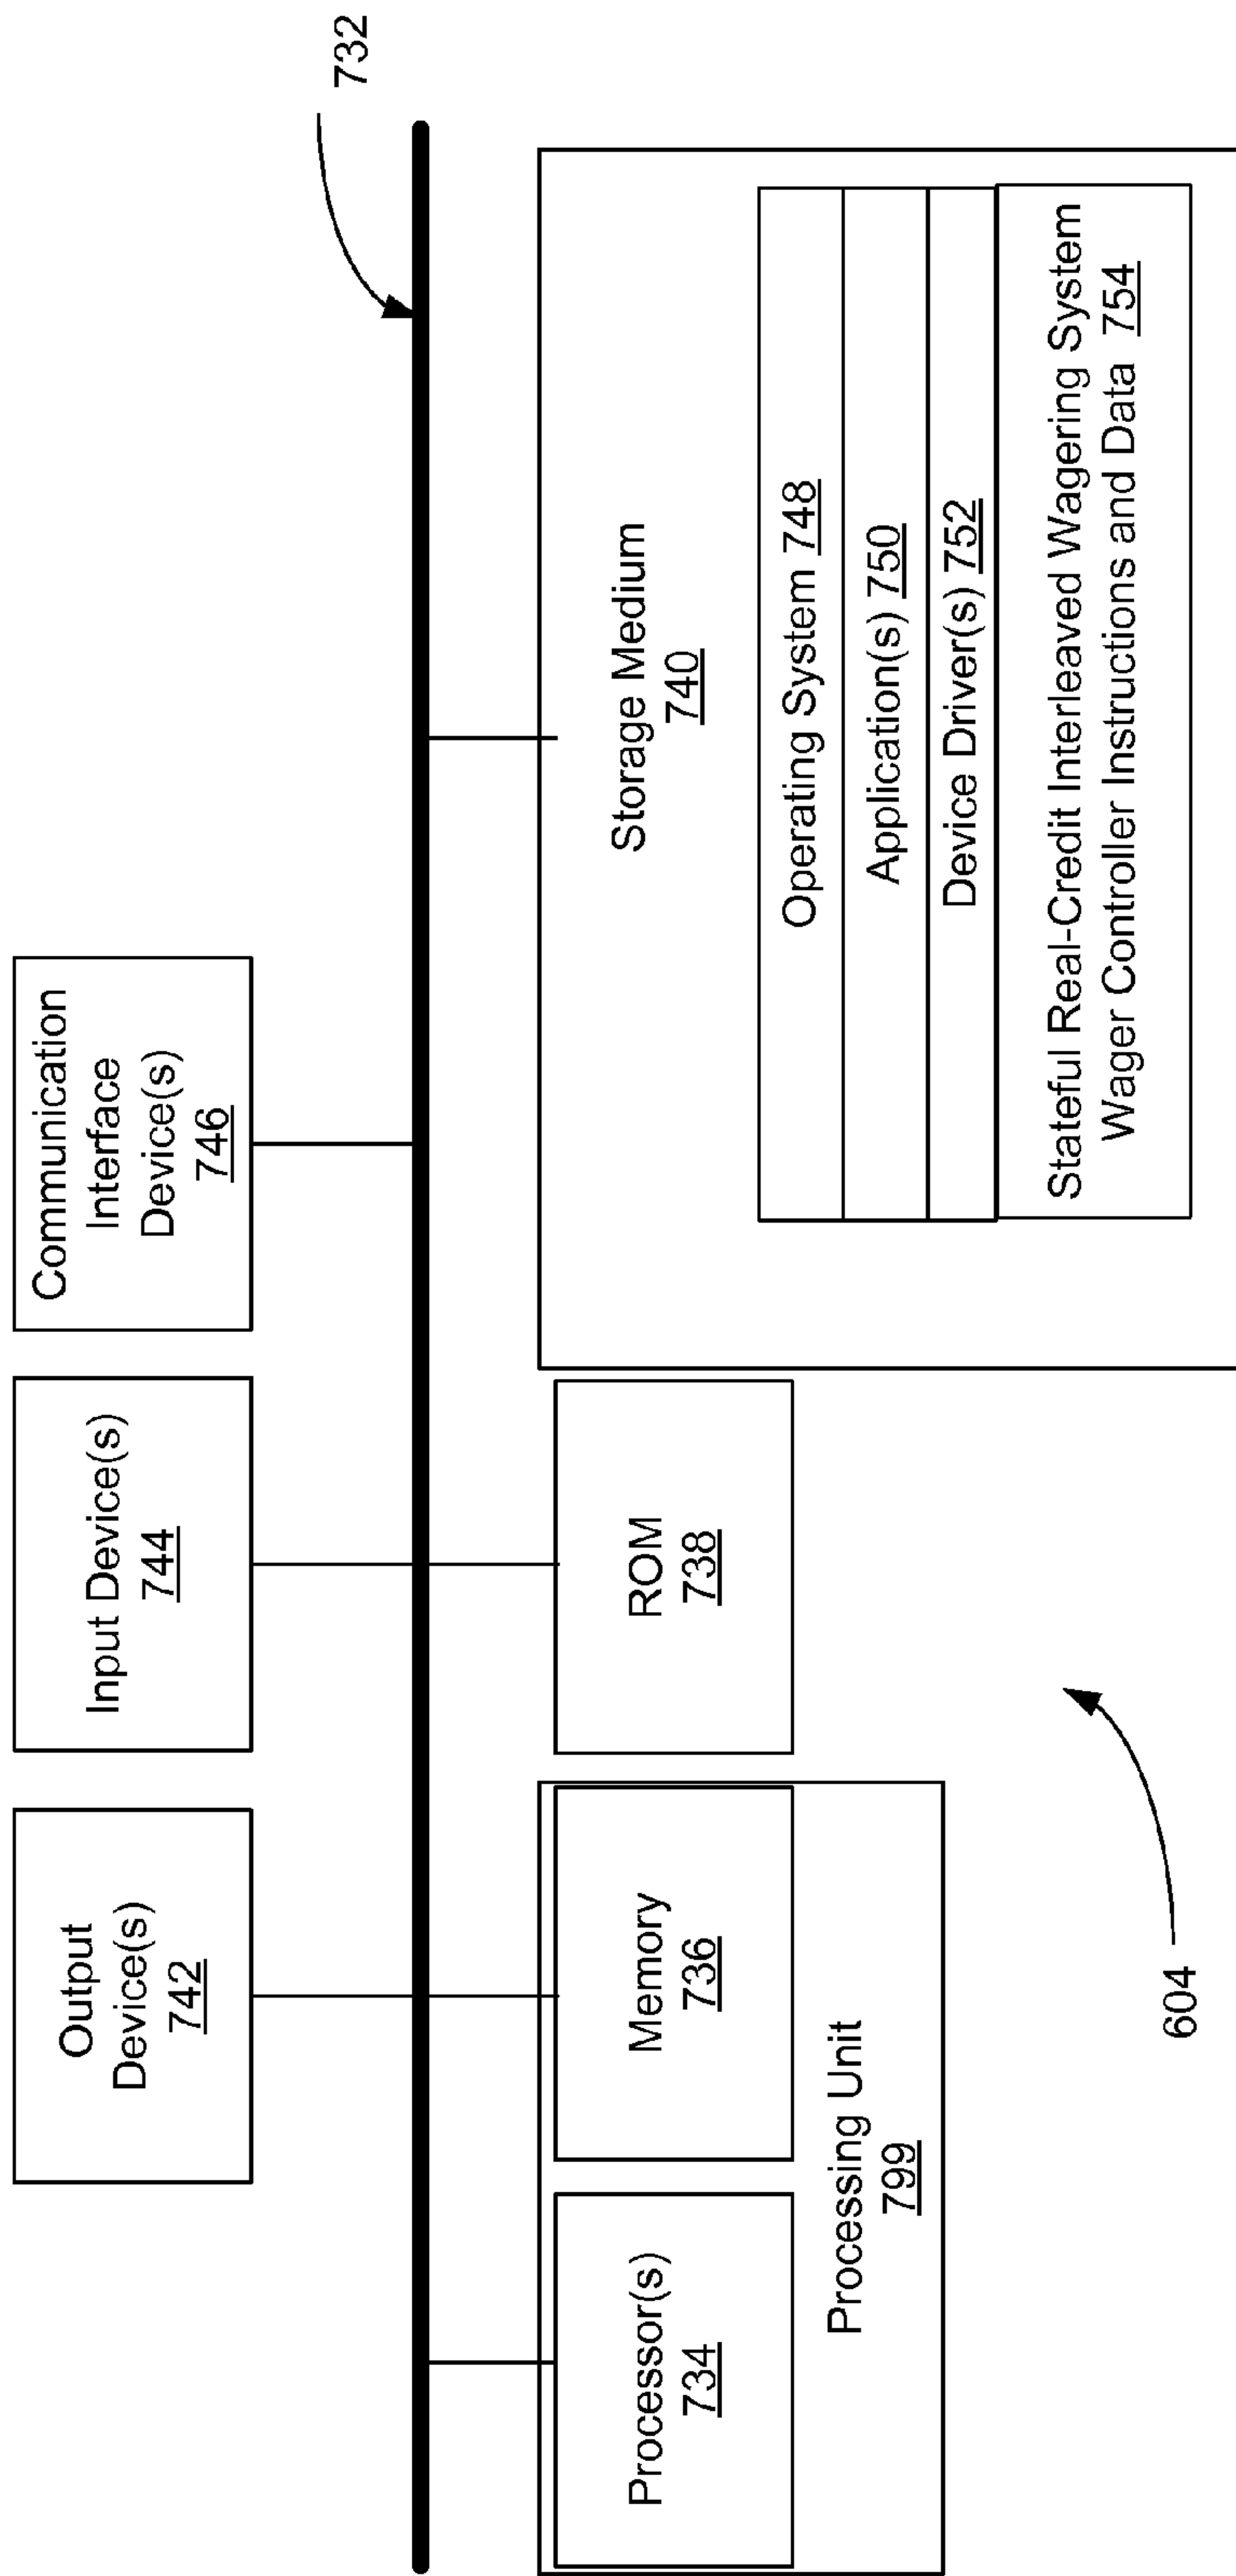 732
Output
Device(s)
742
Input Device(s)
744
Communication
Interface
Device(s)
746
Processor(s)
734
Memory
736
Processing Unit
799
ROM
738
Storage Medium
740
Operating System 748
Application(s) 750
Device Driver(s) 752
Stateful Real-Credit Interleaved Wagering System
Wager Controller Instructions and Data 754
604